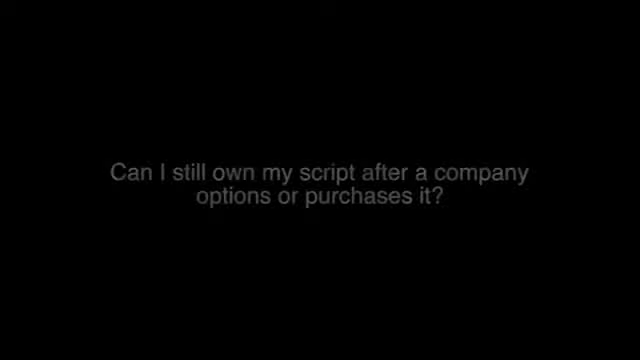 Can I still own my script after a company
options or purchases it?